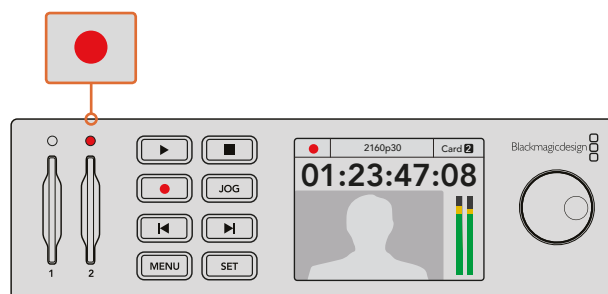 2160p30
Card 2
Blackmagicdesign
01:23:47:08
JOG
MENU
SET
1
2